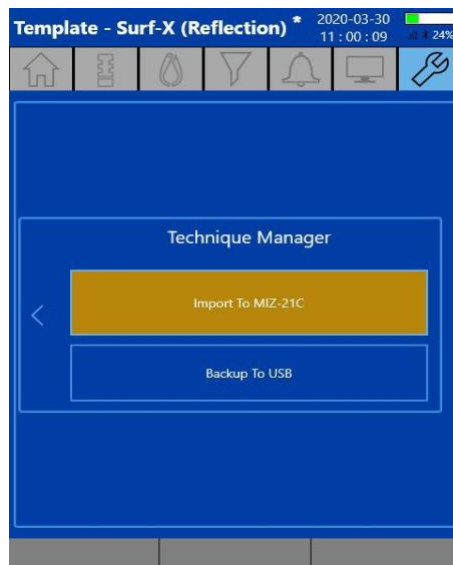 Template - Surf-X (Reflection) *
2020-03-30
11 : 00 : 09
24%
Technique Manager
Import To MIZ-21C
Backup To USB